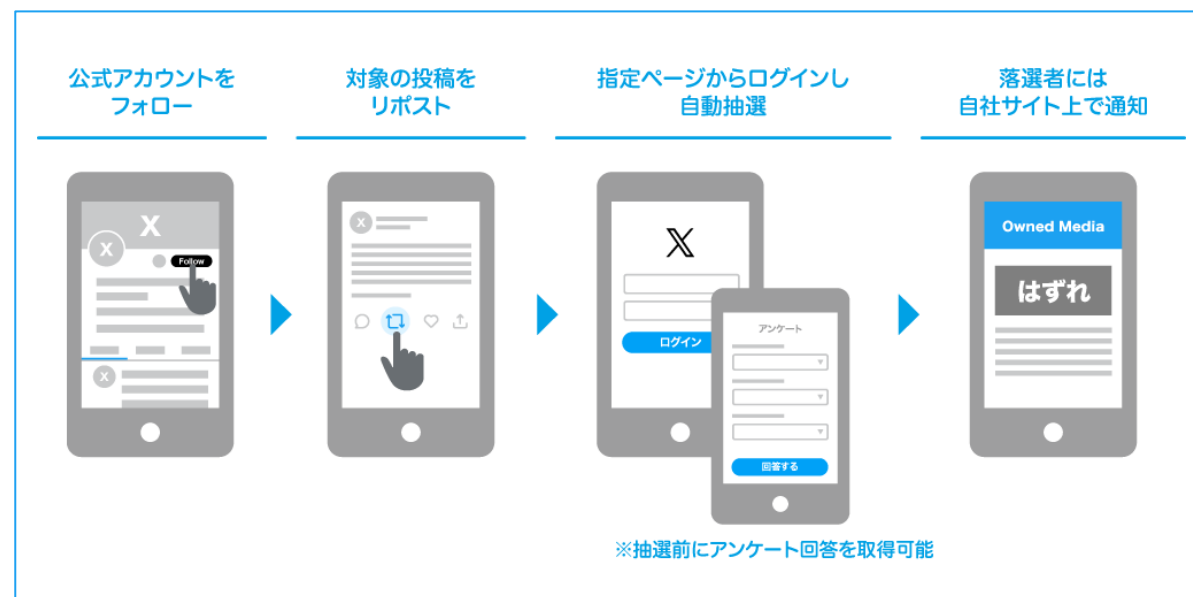 公式アカウントを
フォロー
対象の投稿を
リポスト
指定ページからログインし
自動抽選
落選者には
自社サイト上で通知
X
X
Follow
X
X
𝕏
ログイン
アンケート
回答する
Owned Media
はずれ
※抽選前にアンケート回答を取得可能